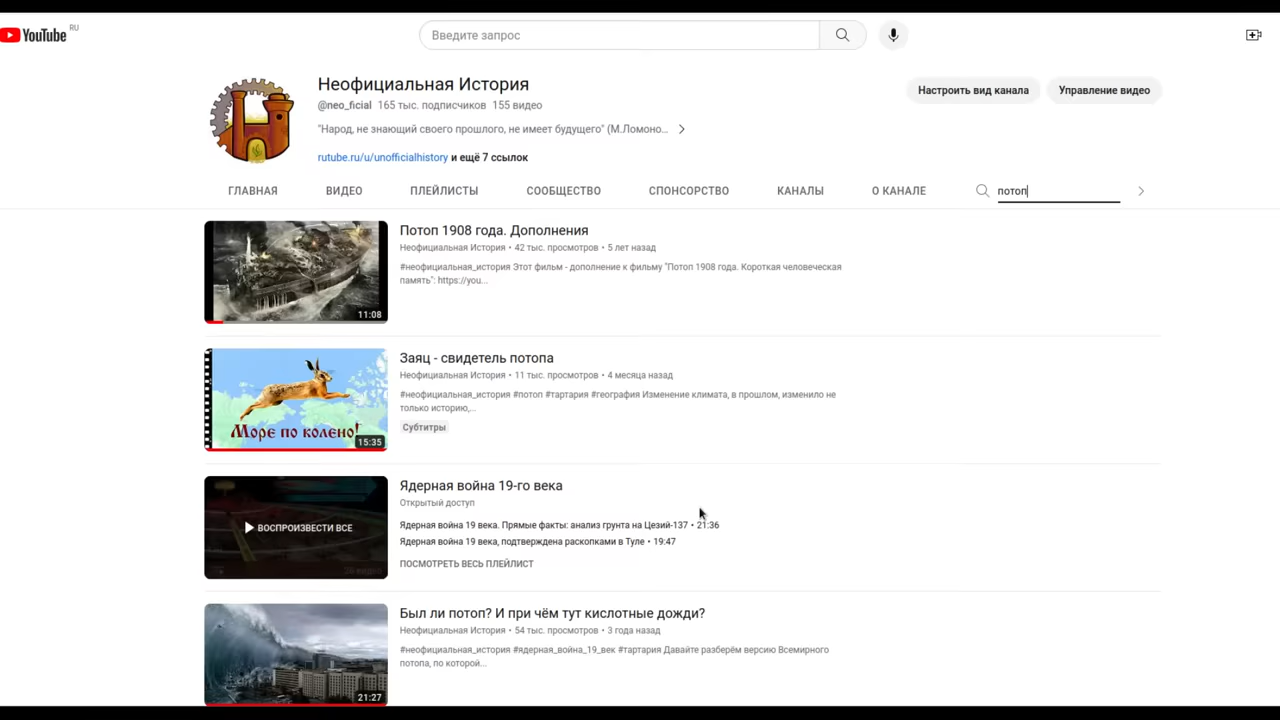 YouTube RU
Введите запрос
Неофициальная История
@neo_ficial 165 тыс. подписчиков 155 видео
"Народ, не знающий своего прошлого, не имеет будущего" (М.Ломоно...
rutube.ru/u/unofficialhistory и ещё 7 ссылок
Настроить вид канала
Управление видео
ГЛАВНАЯ ВИДЕО ПЛЕЙЛИСТЫ СООБЩЕСТВО СПОНСОРСТВО КАНАЛЫ О КАНАЛЕ потоп
11:08
Потоп 1908 года. Дополнения
Неофициальная История • 42 тыс. просмотров • 5 лет назад
#неофициальная_история Этот фильм - дополнение к фильму "Потоп 1908 года. Короткая человеческая
память": https://you...
Море по колено!
15:35
Заяц - свидетель потопа
Неофициальная История • 11 тыс. просмотров • 4 месяца назад
#неофициальная_история #потоп #тартария #география Изменение климата, в прошлом, изменило не
только историю,...
Субтитры
ВОСПРОИЗВЕСТИ ВСЕ
Ядерная война 19-го века
Открытый доступ
Ядерная война 19 века. Прямые факты: анализ грунта на Цезий-137 • 21:36
Ядерная война 19 века, подтверждена раскопками в Туле • 19:47
ПОСМОТРЕТЬ ВЕСЬ ПЛЕЙЛИСТ
21:27
Был ли потоп? И при чём тут кислотные дожди?
Неофициальная История • 54 тыс. просмотров • 3 года назад
#неофициальная_история #ядерная_война_19_век #тартария Давайте разберём версию Всемирного
потопа, по которой...